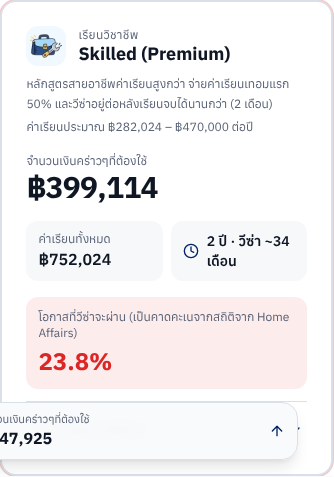 เรียนวิชาชีพ
Skilled (Premium)
หลักสูตรสายอาชีพค่าเรียนสูงกว่า จ่ายค่าเรียนเทอมแรก
50% และวีซ่าอยู่ต่อหลังเรียนจบได้นานกว่า (2 เดือน)
ค่าเรียนประมาณ ฿282,024 – ฿470,000 ต่อปี
จำนวนเงินคร่าวๆที่ต้องใช้
฿399,114
ค่าเรียนทั้งหมด
฿752,024
2 ปี · วีซ่า ~34
เดือน
โอกาสที่วีซ่าจะผ่าน (เป็นคาดคะเนจากสถิติจาก Home
Affairs)
23.8%
วนเงินคร่าวๆที่ต้องใช้
47,925